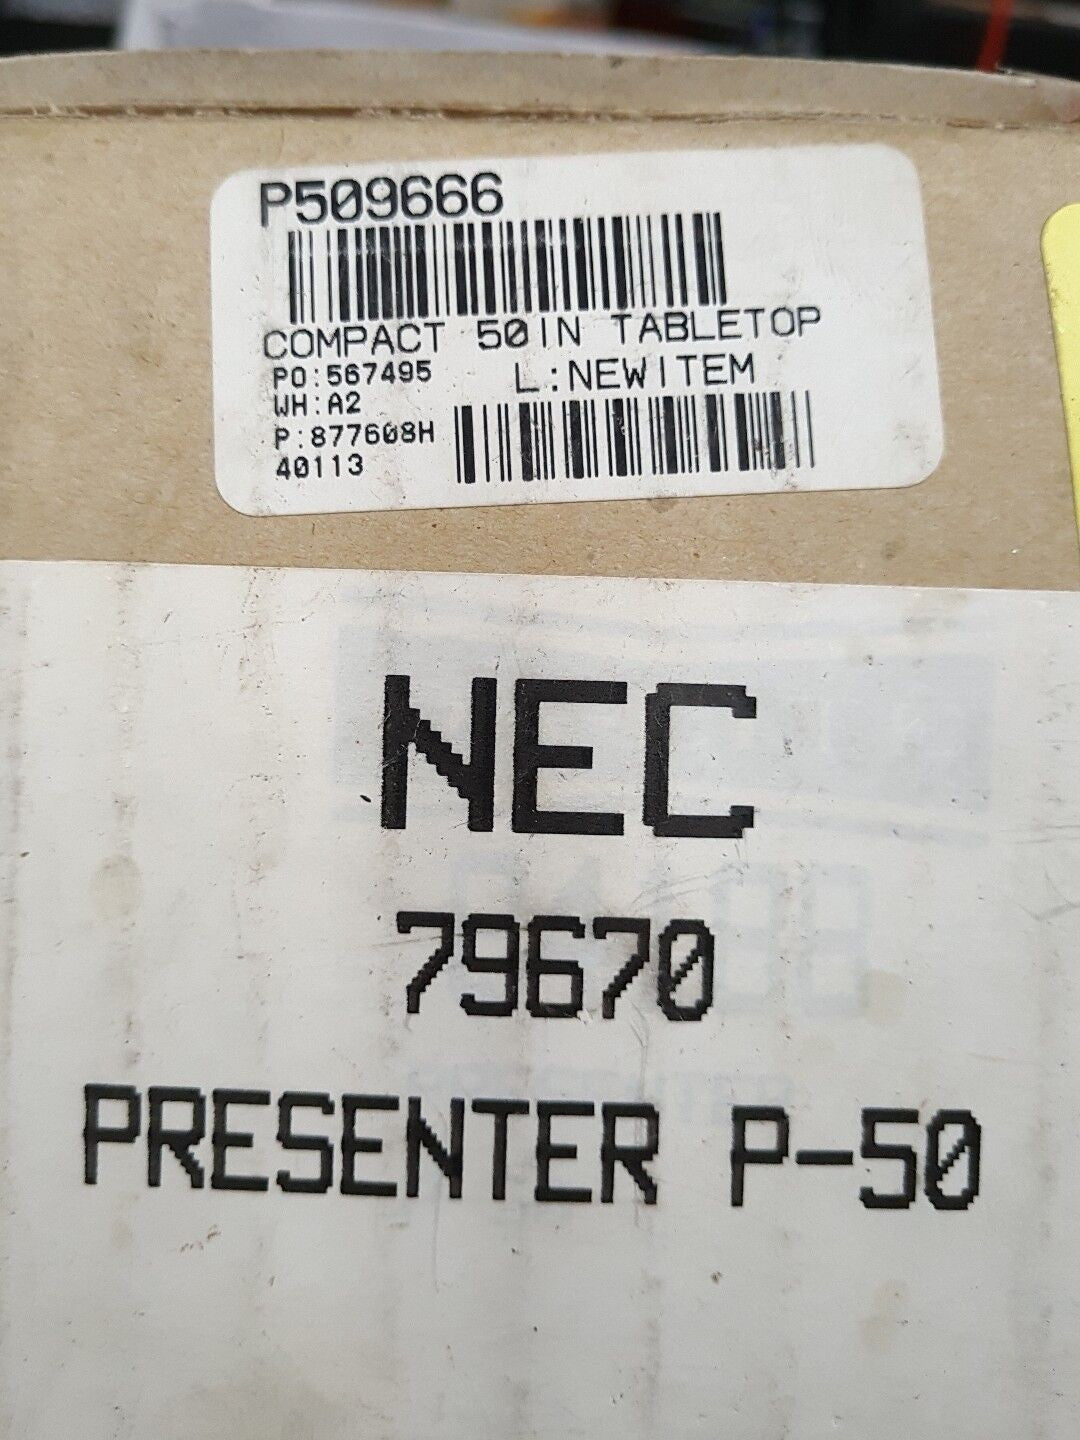 P509666
COMPACT 50IN TABLETOP
PO:567495 L:NEWITEM
WH:A2
P:877608H
40113
NEC
79670
PRESENTER P-50